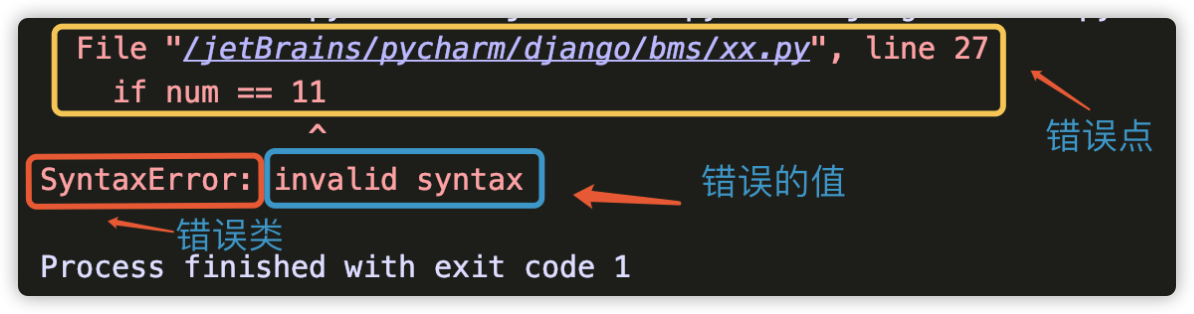 File "/jetBrains/pycharm/django/bms/xx.py", line 27
if num == 11
^
错误点
SyntaxError: invalid syntax
错误的值
错误类
Process finished with exit code 1